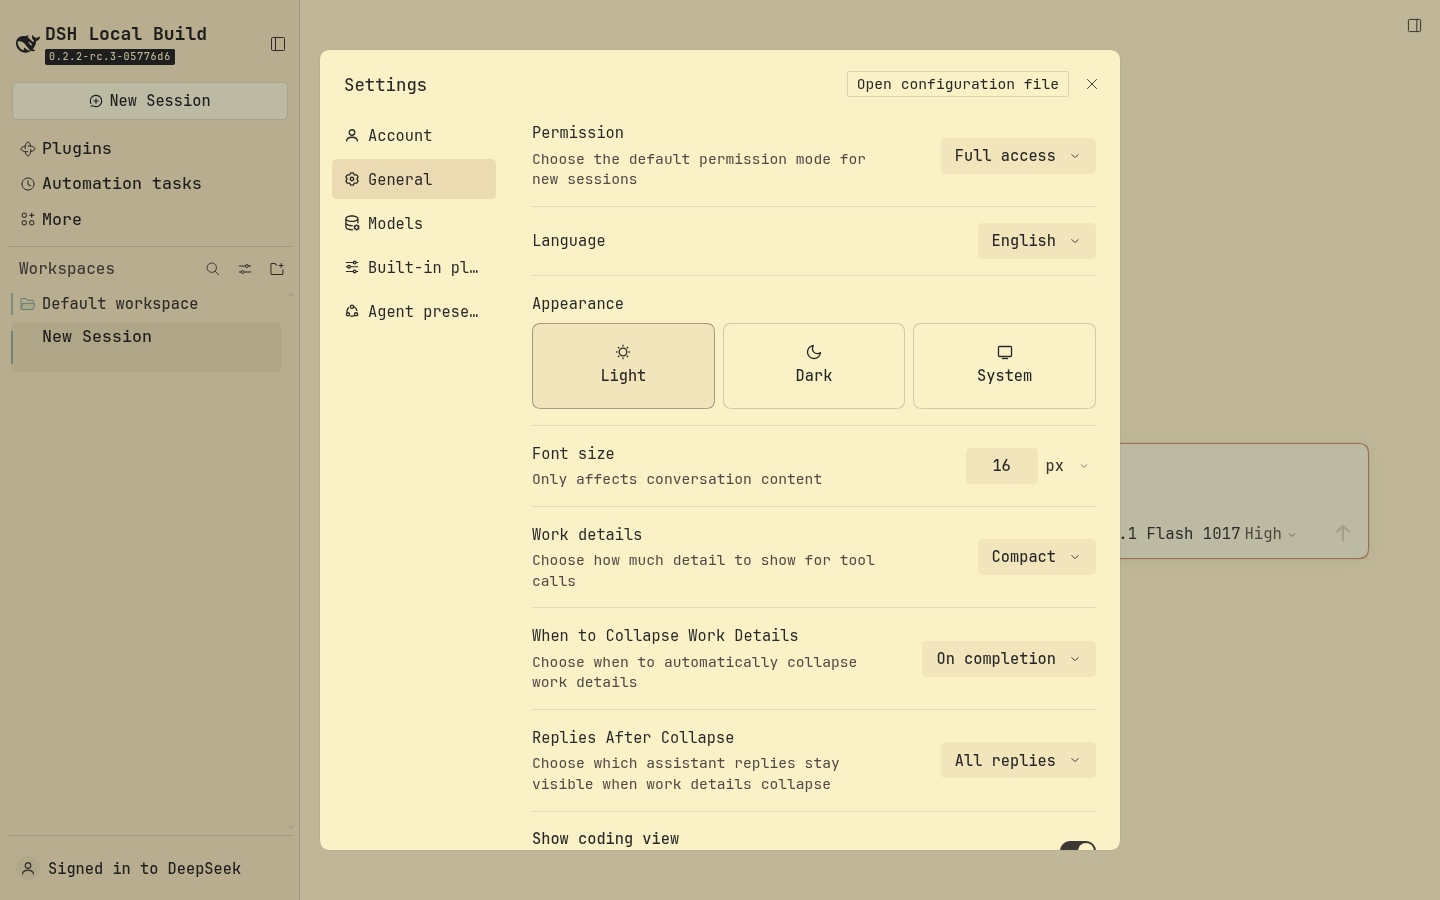 DSH Local Build
0.2.2-rc.3-05776d6
New Session
Plugins
Automation tasks
More
Workspaces
Default workspace
New Session
Signed in to DeepSeek
Settings
Open configuration file
Account
General
Models
Built-in pl…
Agent prese…
Permission
Choose the default permission mode for
new sessions
Full access
Language
English
Appearance
Light
Dark
System
Font size
Only affects conversation content
16
px
Work details
Choose how much detail to show for tool
calls
Compact
When to Collapse Work Details
Choose when to automatically collapse
work details
On completion
Replies After Collapse
Choose which assistant replies stay
visible when work details collapse
All replies
Show coding view
.1 Flash 1017 High